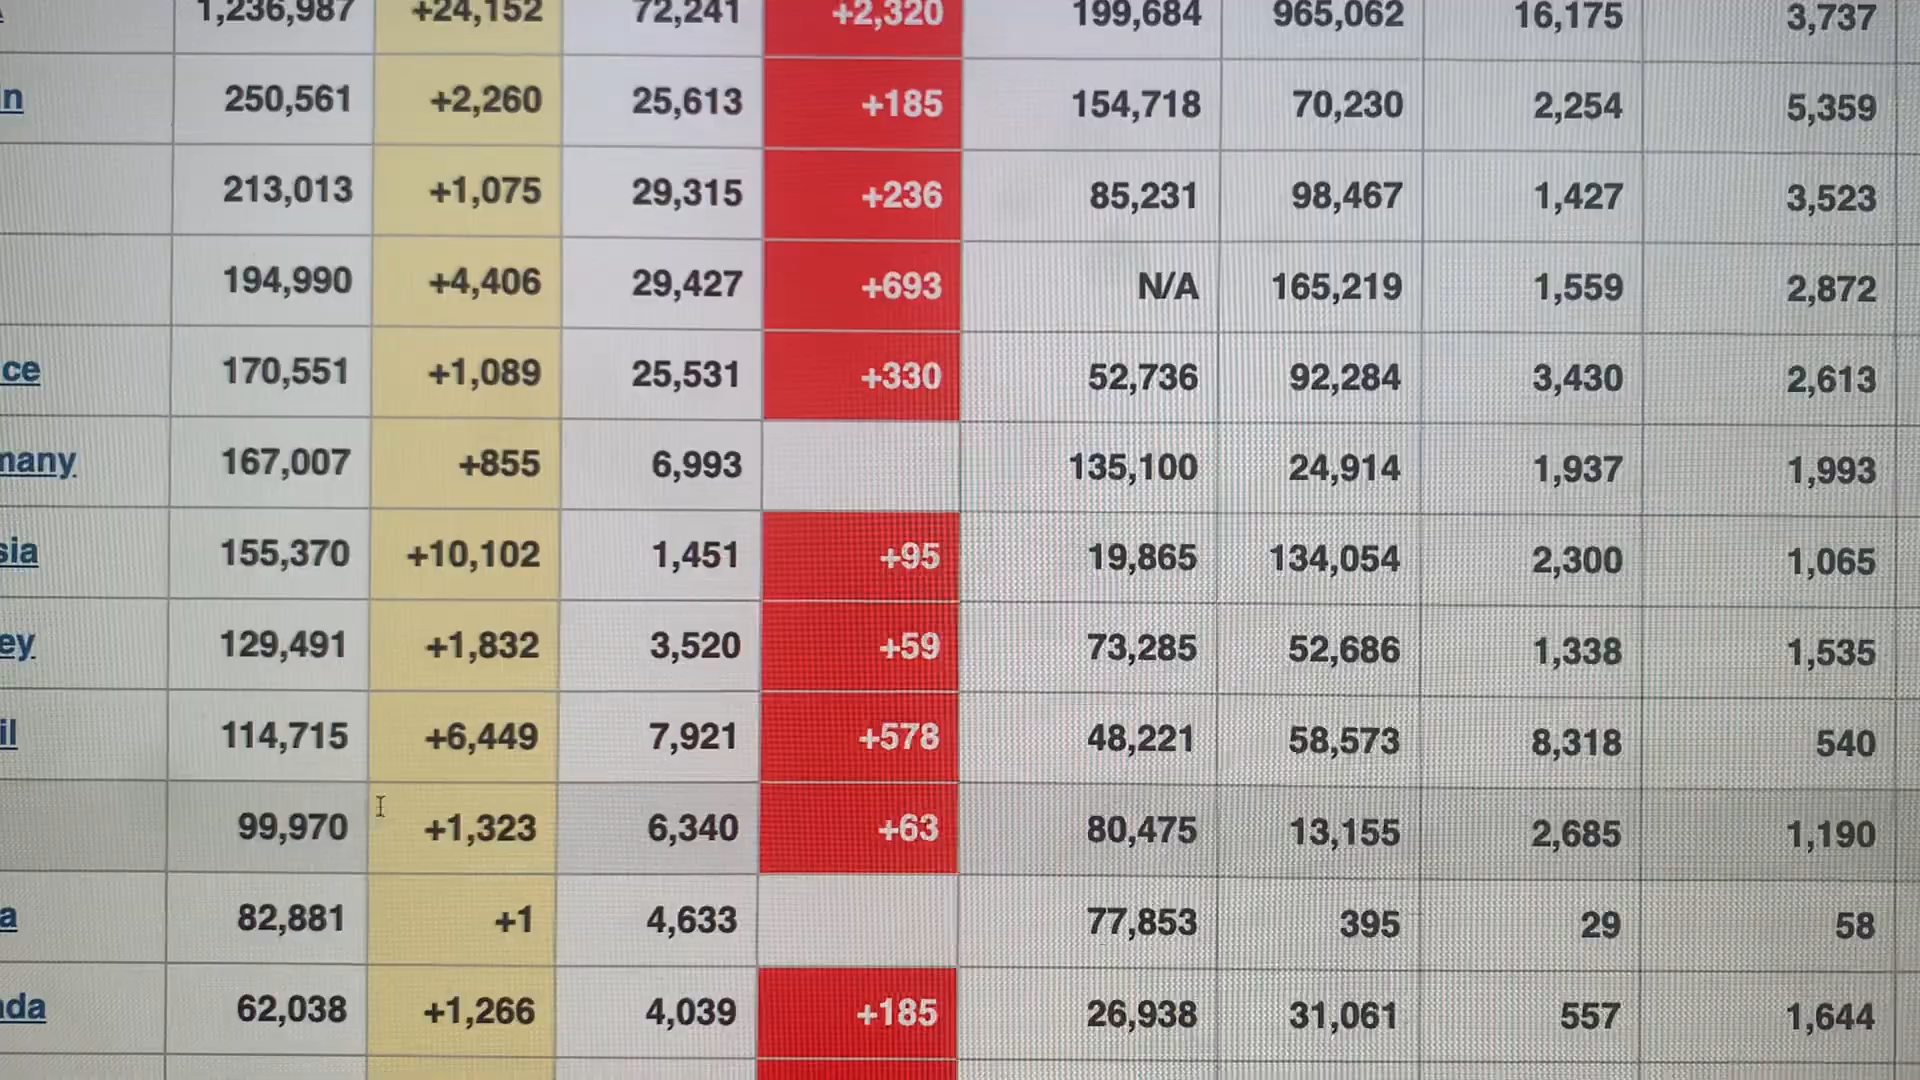 1,236,987 +24,152 72,241 +2,320 199,684 965,062 16,175 3,737
n 250,561 +2,260 25,613 +185 154,718 70,230 2,254 5,359
213,013 +1,075 29,315 +236 85,231 98,467 1,427 3,523
194,990 +4,406 29,427 +693 N/A 165,219 1,559 2,872
ce 170,551 +1,089 25,531 +330 52,736 92,284 3,430 2,613
many 167,007 +855 6,993 135,100 24,914 1,937 1,993
sia 155,370 +10,102 1,451 +95 19,865 134,054 2,300 1,065
ey 129,491 +1,832 3,520 +59 73,285 52,686 1,338 1,535
il 114,715 +6,449 7,921 +578 48,221 58,573 8,318 540
99,970 +1,323 6,340 +63 80,475 13,155 2,685 1,190
a 82,881 +1 4,633 77,853 395 29 58
da 62,038 +1,266 4,039 +185 26,938 31,061 557 1,644